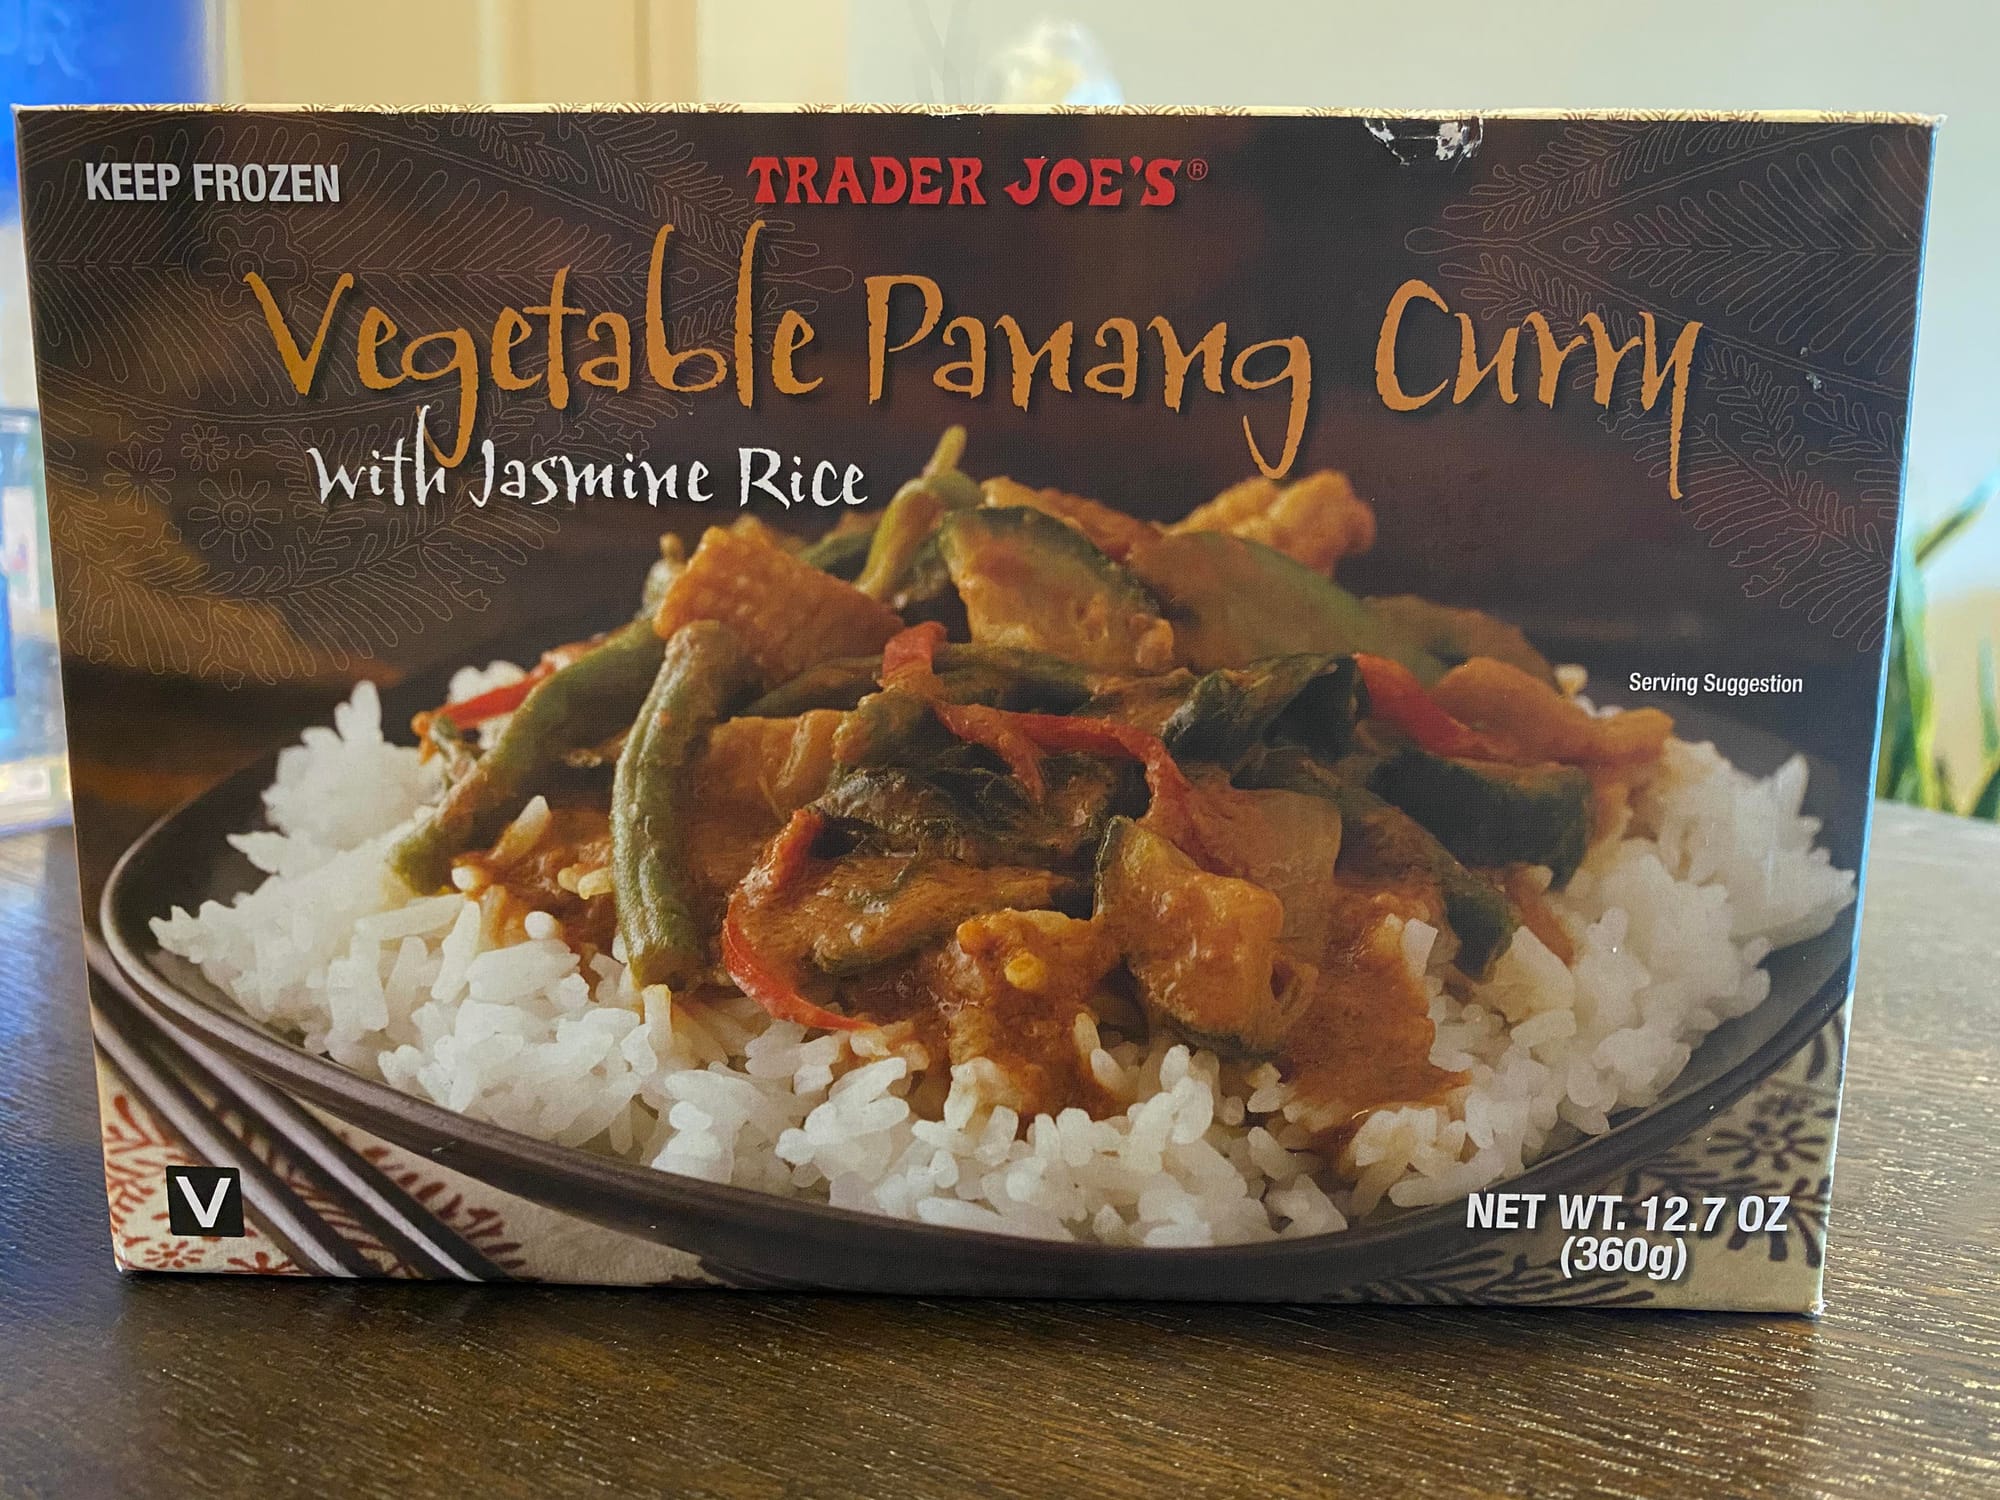 KEEP FROZEN
TRADER JOE'S®
Vegetable Panang Curry
with Jasmine Rice
Serving Suggestion
V
NET WT. 12.7 OZ
(360g)